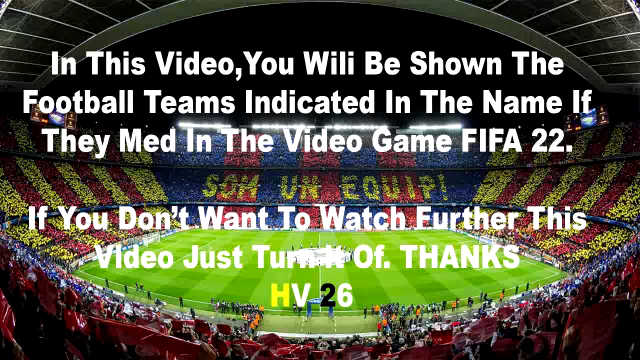 In This Video,You Wili Be Shown The
Football Teams Indicated In The Name If
They Med In The Video Game FIFA 22.
SOM UN EQUIP!
If You Don't Want To Watch Further This
Video Just Turn It Of. THANKS
HV 26